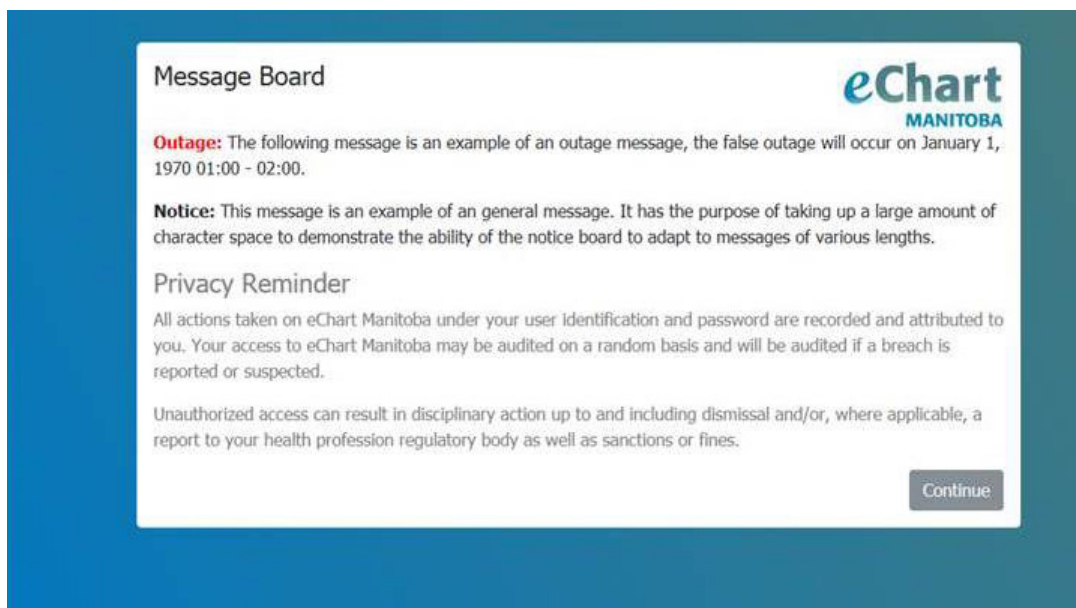 Message Board
eChart
MANITOBA
Outage: The following message is an example of an outage message, the false outage will occur on January 1,
1970 01:00 - 02:00.
Notice: This message is an example of an general message. It has the purpose of taking up a large amount of
character space to demonstrate the ability of the notice board to adapt to messages of various lengths.
Privacy Reminder
All actions taken on eChart Manitoba under your user identification and password are recorded and attributed to
you. Your access to eChart Manitoba may be audited on a random basis and will be audited if a breach is
reported or suspected.
Unauthorized access can result in disciplinary action up to and including dismissal and/or, where applicable, a
report to your health profession regulatory body as well as sanctions or fines.
Continue